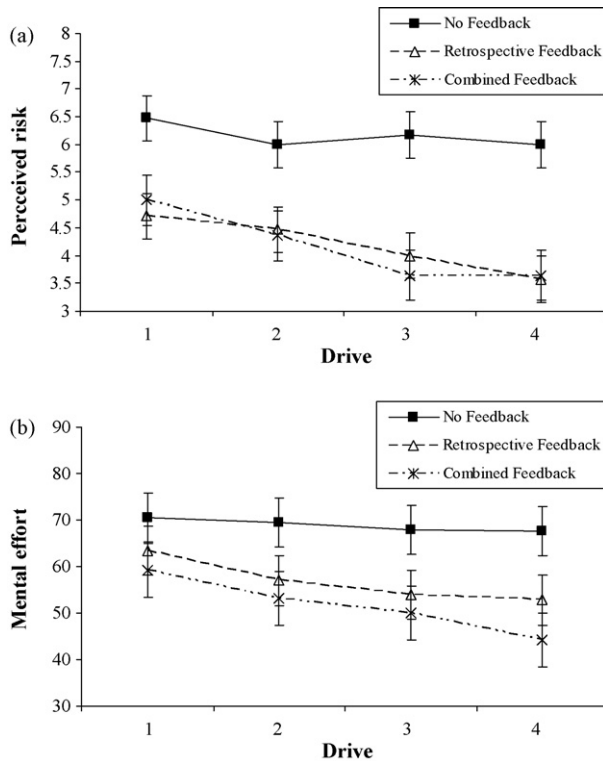 (a)
No Feedback
Retrospective Feedback
Combined Feedback
8
7.5
7
6.5
6
5.5
5
4.5
4
3.5
3
Perceived risk
1 2 3 4
Drive
(b)
No Feedback
Retrospective Feedback
Combined Feedback
90
80
70
60
50
40
30
Mental effort
1 2 3 4
Drive